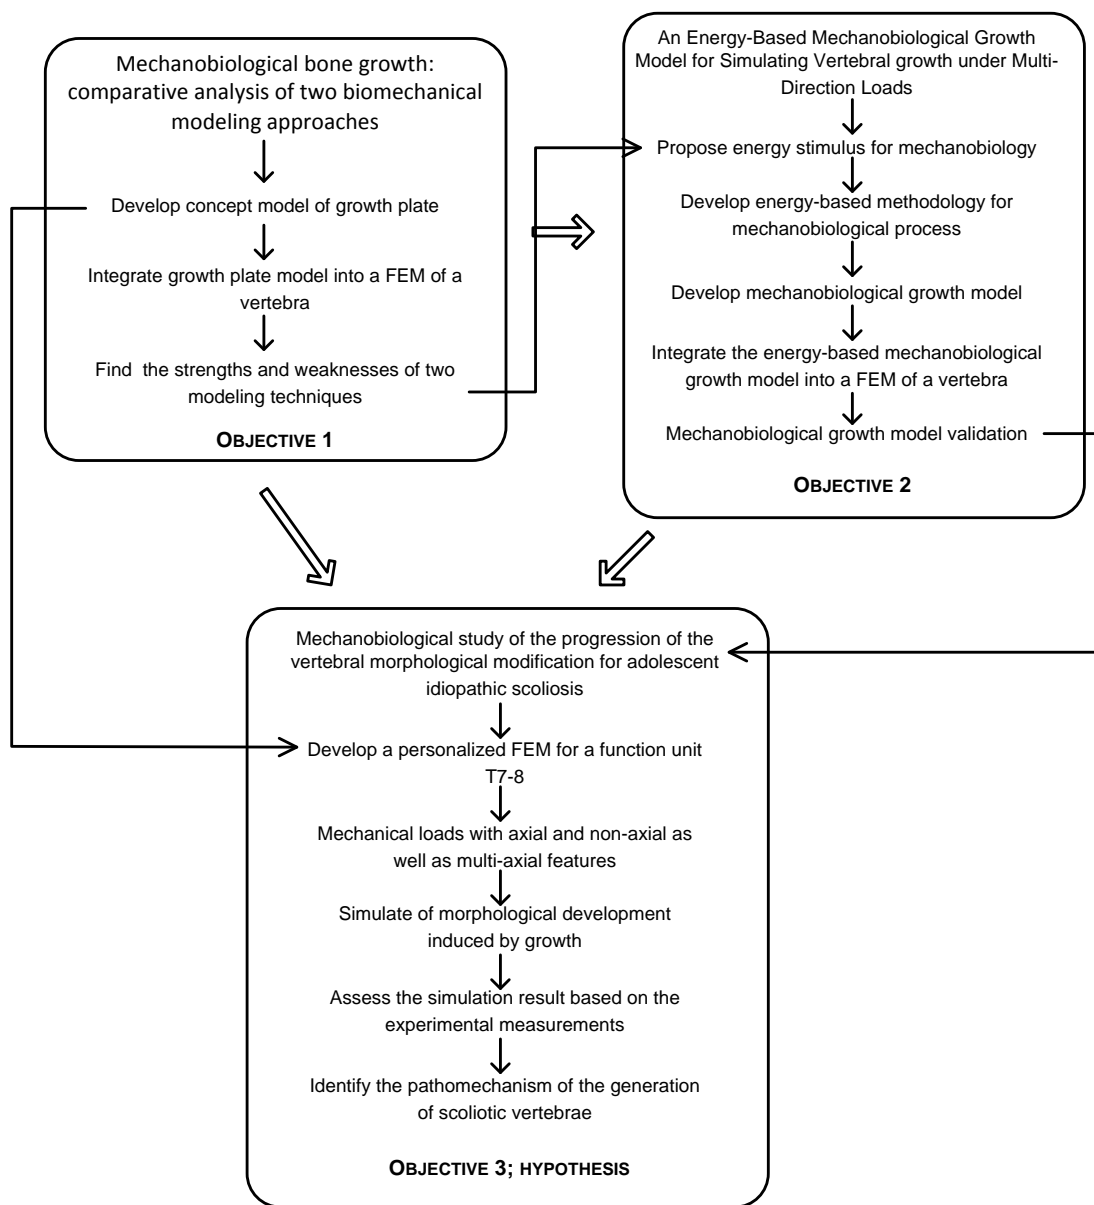 Mechanobiological bone growth:
comparative analysis of two biomechanical
modeling approaches
Develop concept model of growth plate
Integrate growth plate model into a FEM of a
vertebra
Find the strengths and weaknesses of two
modeling techniques
OBJECTIVE 1
An Energy-Based Mechanobiological Growth
Model for Simulating Vertebral growth under Multi-
Direction Loads
Propose energy stimulus for mechanobiology
Develop energy-based methodology for
mechanobiological process
Develop mechanobiological growth model
Integrate the energy-based mechanobiological
growth model into a FEM of a vertebra
Mechanobiological growth model validation
OBJECTIVE 2
Mechanobiological study of the progression of the
vertebral morphological modification for adolescent
idiopathic scoliosis
Develop a personalized FEM for a function unit
T7-8
Mechanical loads with axial and non-axial as
well as multi-axial features
Simulate of morphological development
induced by growth
Assess the simulation result based on the
experimental measurements
Identify the pathomechanism of the generation
of scoliotic vertebrae
OBJECTIVE 3; HYPOTHESIS